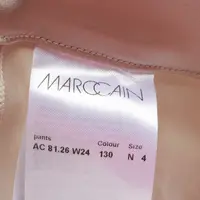 MARCCAIN
pants Colour Size
AC 81.26 W24 130 N 4